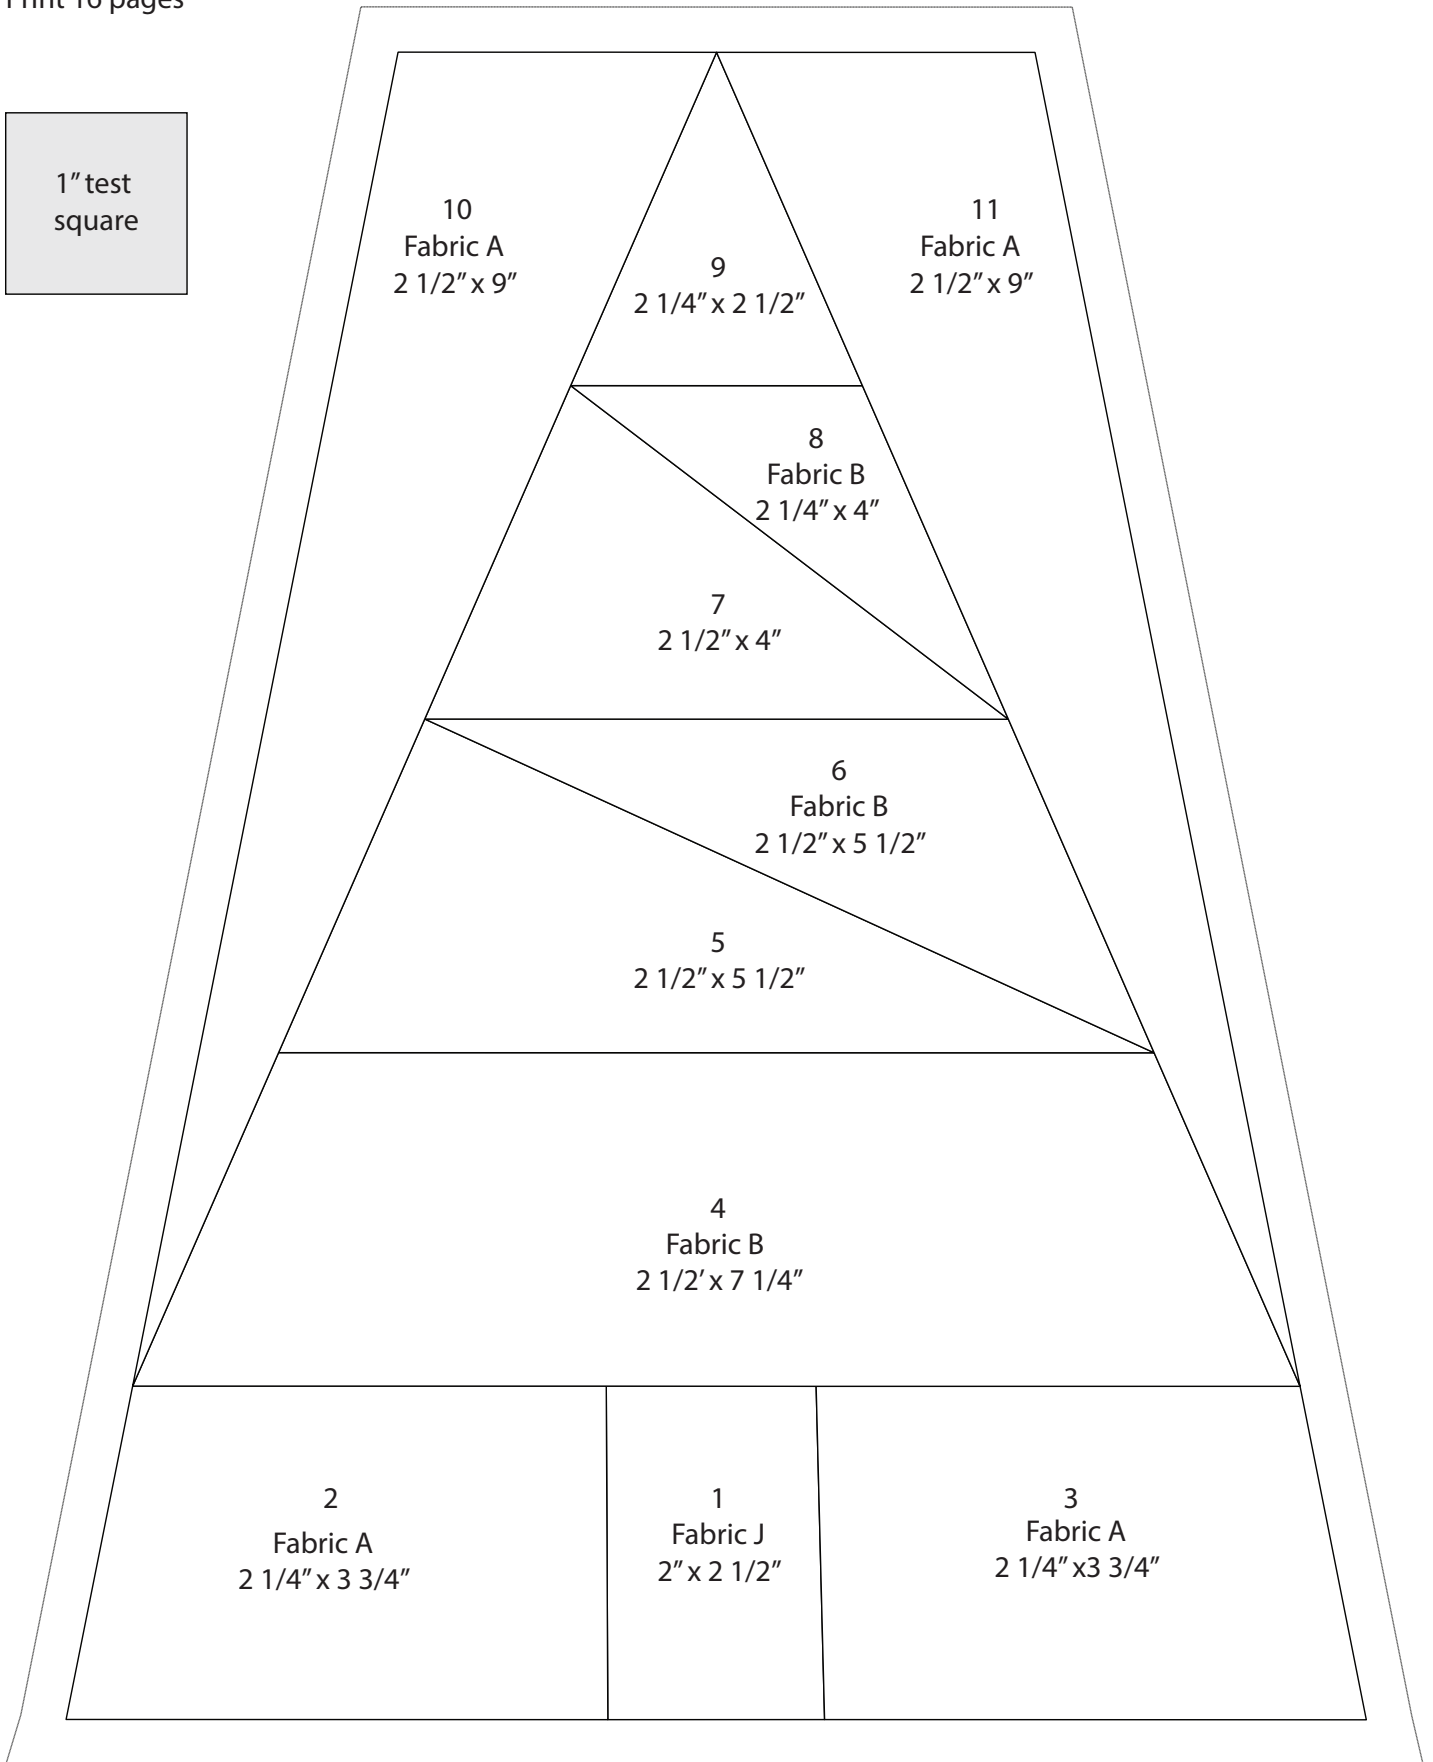 Print 16 pages
1” test
square
10
Fabric A
2 1/2” x 9”
11
Fabric A
2 1/2” x 9”
9
2 1/4” x 2 1/2”
8
Fabric B
2 1/4” x 4”
7
2 1/2” x 4”
6
Fabric B
2 1/2” x 5 1/2”
5
2 1/2” x 5 1/2”
4
Fabric B
2 1/2’ x 7 1/4”
2
Fabric A
2 1/4” x 3 3/4”
1
Fabric J
2” x 2 1/2”
3
Fabric A
2 1/4” x3 3/4”